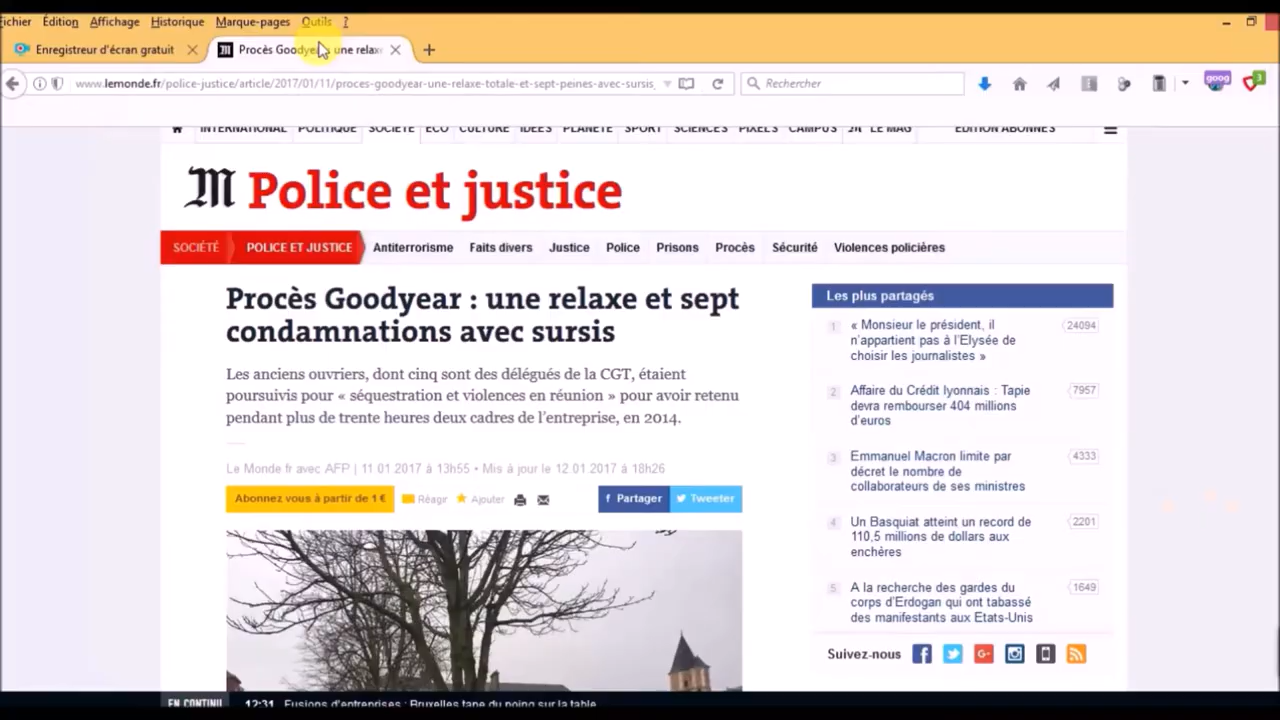 ichier Édition Affichage Historique Marque-pages Outils ?
Enregistreur d'écran gratuit
Procès Goodyear : une relax
www.lemonde.fr/police-justice/article/2017/01/11/proces-goodyear-une-relaxe-totale-et-sept-peines-avec-sursis_
Rechercher
goog
3
INTERNATIONAL POLITIQUE SOCIÉTÉ ÉCO CULTURE IDÉES PLANÈTE SPORT SCIENCES PIXELS CAMPUS M LE MAG ÉDITION ABONNÉS
M Police et justice
SOCIÉTÉ POLICE ET JUSTICE Antiterrorisme Faits divers Justice Police Prisons Procès Sécurité Violences policières
Procès Goodyear : une relaxe et sept
condamnations avec sursis
Les anciens ouvriers, dont cinq sont des délégués de la CGT, étaient
poursuivis pour « séquestration et violences en réunion » pour avoir retenu
pendant plus de trente heures deux cadres de l'entreprise, en 2014.
Le Monde fr avec AFP | 11 01 2017 à 13h55 • Mis à jour le 12 01 2017 à 18h26
Abonnez vous à partir de 1 € Réagir Ajouter
Partager Tweeter
Les plus partagés
1 « Monsieur le président, il 24094
n'appartient pas à l'Elysée de
choisir les journalistes »
2 Affaire du Crédit lyonnais : Tapie 7957
devra rembourser 404 millions
d'euros
3 Emmanuel Macron limite par 4333
décret le nombre de
collaborateurs de ses ministres
4 Un Basquiat atteint un record de 2201
110,5 millions de dollars aux
enchères
5 A la recherche des gardes du 1649
corps d'Erdogan qui ont tabassé
des manifestants aux Etats-Unis
Suivez-nous
EN CONTINU 12:31 Fusions d'entreprises : Bruxelles tape du poing sur la table